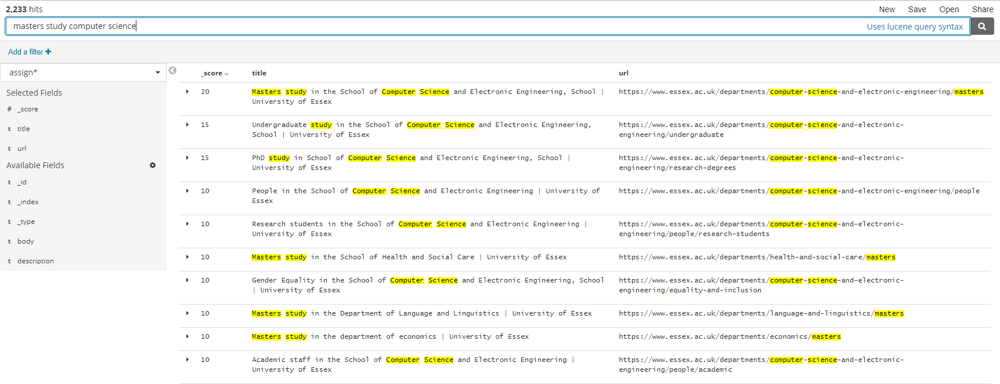 2,233 hits
New Save Open Share
masters study computer science
Uses lucene query syntax
Add a filter +
assign*
Selected Fields
# _score
t title
t url
Available Fields
t _id
t _index
t _type
t body
t description
_score title url
20 Masters study in the School of Computer Science and Electronic Engineering, School | https://www.essex.ac.uk/departments/computer-science-and-electronic-engineering/masters
University of Essex
15 Undergraduate study in the School of Computer Science and Electronic Engineering, https://www.essex.ac.uk/departments/computer-science-and-electronic-
School | University of Essex engineering/undergraduate
15 PhD study in School of Computer Science and Electronic Engineering, School | https://www.essex.ac.uk/departments/computer-science-and-electronic-
University of Essex engineering/research-degrees
10 People in the School of Computer Science and Electronic Engineering | University of https://www.essex.ac.uk/departments/computer-science-and-electronic-engineering/people
Essex
10 Research students in the School of Computer Science and Electronic Engineering | https://www.essex.ac.uk/departments/computer-science-and-electronic-
University of Essex engineering/people/research-students
10 Masters study in the School of Health and Social Care | University of Essex https://www.essex.ac.uk/departments/health-and-social-care/masters
10 Gender Equality in the School of Computer Science and Electronic Engineering, School https://www.essex.ac.uk/departments/computer-science-and-electronic-
| University of Essex engineering/equality-and-inclusion
10 Masters study in the Department of Language and Linguistics | University of Essex https://www.essex.ac.uk/departments/language-and-linguistics/masters
10 Masters study in the department of economics | University of Essex https://www.essex.ac.uk/departments/economics/masters
10 Academic staff in the School of Computer Science and Electronic Engineering | https://www.essex.ac.uk/departments/computer-science-and-electronic-
University of Essex engineering/people/academic